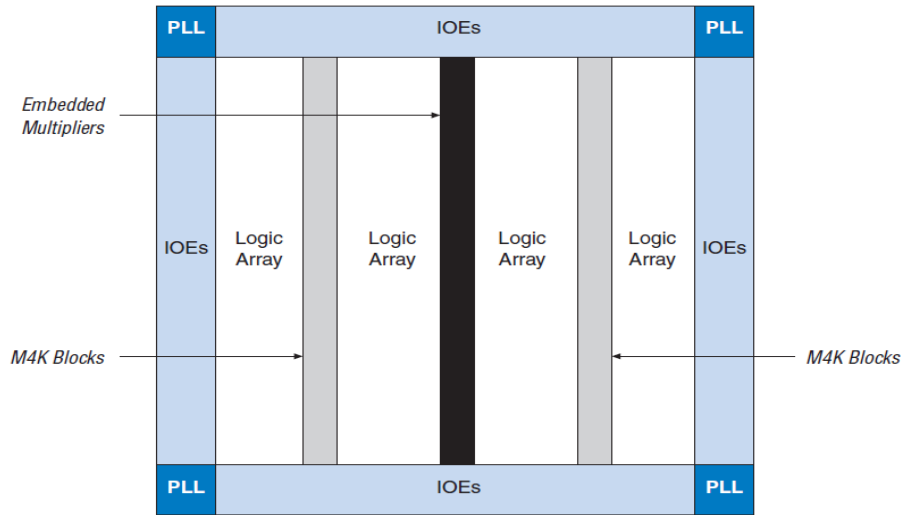 PLL
IOEs
PLL
Embedded
Multipliers
IOEs
Logic
Array
Logic
Array
Logic
Array
Logic
Array
IOEs
M4K Blocks
M4K Blocks
PLL
IOEs
PLL